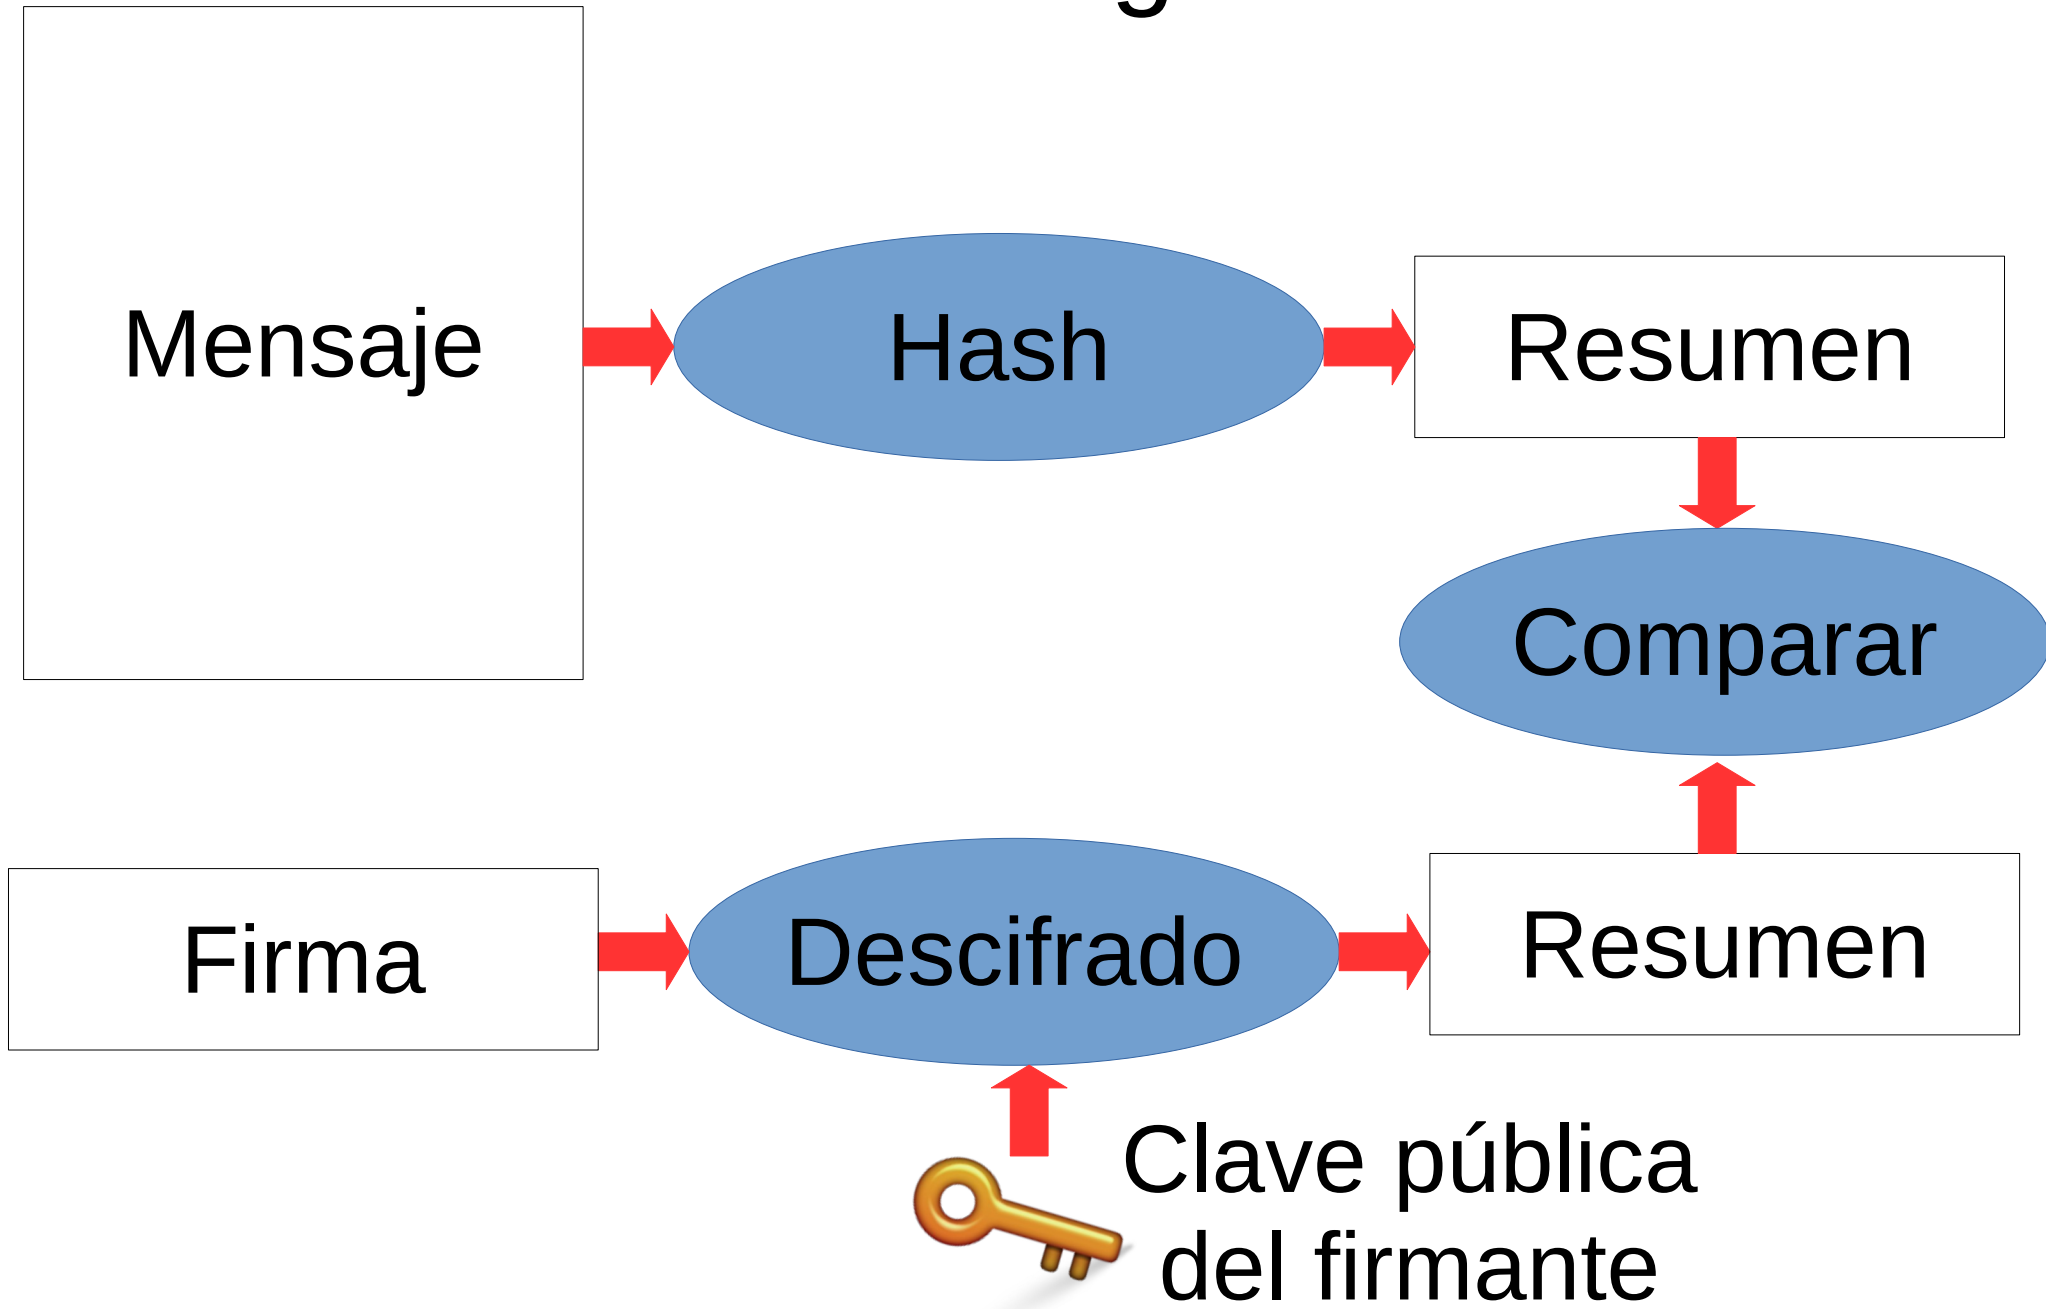 Mensaje
Hash
Resumen
Comparar
Firma
Descifrado
Resumen
Clave pública
del firmante